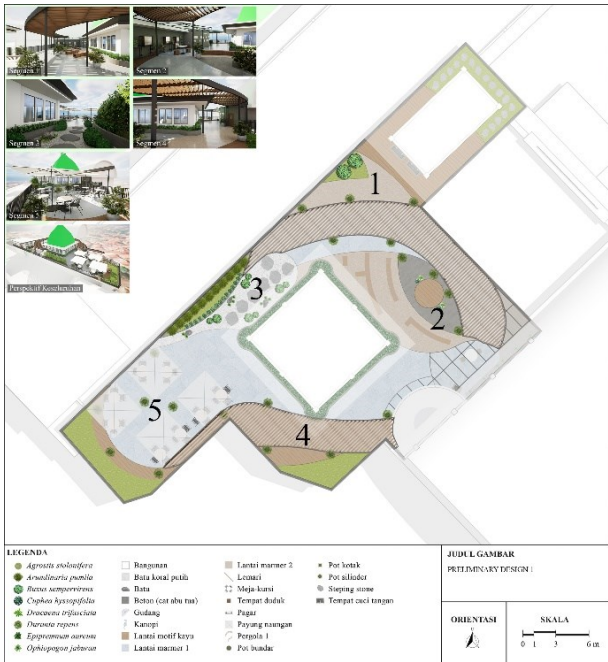 Segmen 1
Segmen 2
Segmen 3
Segmen 4
Segmen 5
Perspektif Keseluruhan
1
2
3
4
5
LEGENDA
Agrostis stolonifera
Arundinaria pumila
Buxus sempervirens
Cuphea hyssopifolia
Dracaena trifasciata
Duranta repens
Epipremnum aureum
Ophiopogon jaburan
Bangunan
Batu koral putih
Batu
Beton (cat abu tua)
Gudang
Kanopi
Lantai motif kayu
Lantai marmer 1
Lantai marmer 2
Lemari
Meja-kursi
Tempat duduk
Pagar
Payung naungan
Pergola 1
Pot bundar
Pot kotak
Pot silinder
Steping stone
Tempat cuci tangan
JUDUL GAMBAR
PRELIMINARY DESIGN 1
ORIENTASI
SKALA
0 1 3 6 m